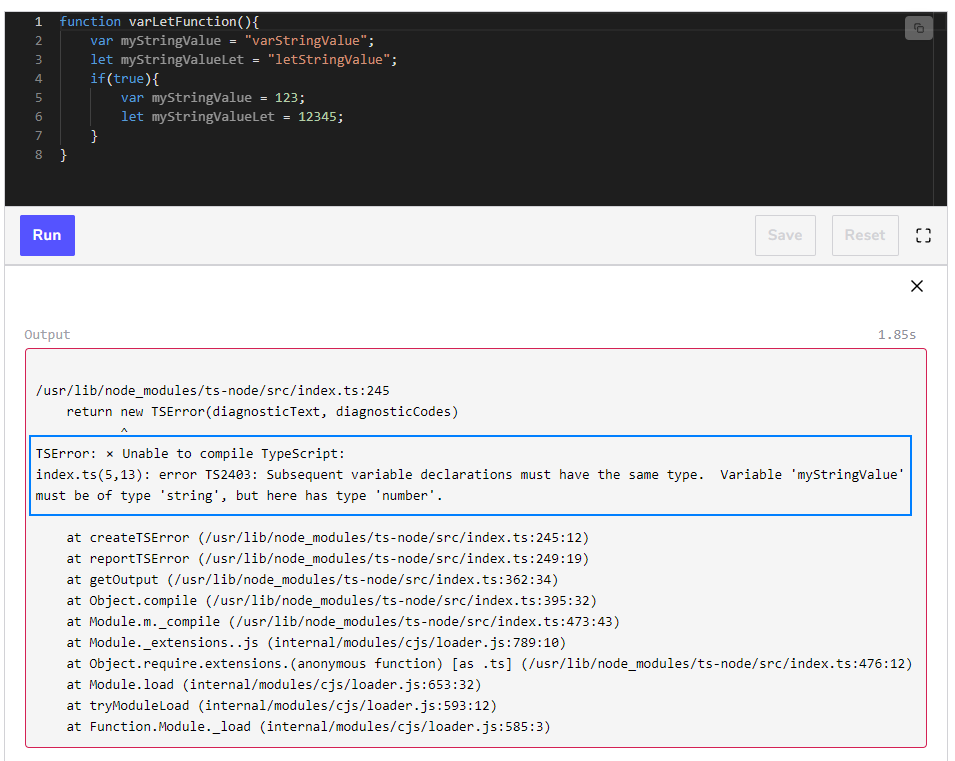 1 function varLetFunction(){
2     var myStringValue = "varStringValue";
3     let myStringValueLet = "letStringValue";
4     if(true){
5         var myStringValue = 123;
6         let myStringValueLet = 12345;
7     }
8 }
Run Save Reset
Output 1.85s
/usr/lib/node_modules/ts-node/src/index.ts:245
    return new TSError(diagnosticText, diagnosticCodes)
           ^
TSError: × Unable to compile TypeScript:
index.ts(5,13): error TS2403: Subsequent variable declarations must have the same type.  Variable 'myStringValue'
must be of type 'string', but here has type 'number'.
    at createTSError (/usr/lib/node_modules/ts-node/src/index.ts:245:12)
    at reportTSError (/usr/lib/node_modules/ts-node/src/index.ts:249:19)
    at getOutput (/usr/lib/node_modules/ts-node/src/index.ts:362:34)
    at Object.compile (/usr/lib/node_modules/ts-node/src/index.ts:395:32)
    at Module.m._compile (/usr/lib/node_modules/ts-node/src/index.ts:473:43)
    at Module._extensions..js (internal/modules/cjs/loader.js:789:10)
    at Object.require.extensions.(anonymous function) [as .ts] (/usr/lib/node_modules/ts-node/src/index.ts:476:12)
    at Module.load (internal/modules/cjs/loader.js:653:32)
    at tryModuleLoad (internal/modules/cjs/loader.js:593:12)
    at Function.Module._load (internal/modules/cjs/loader.js:585:3)